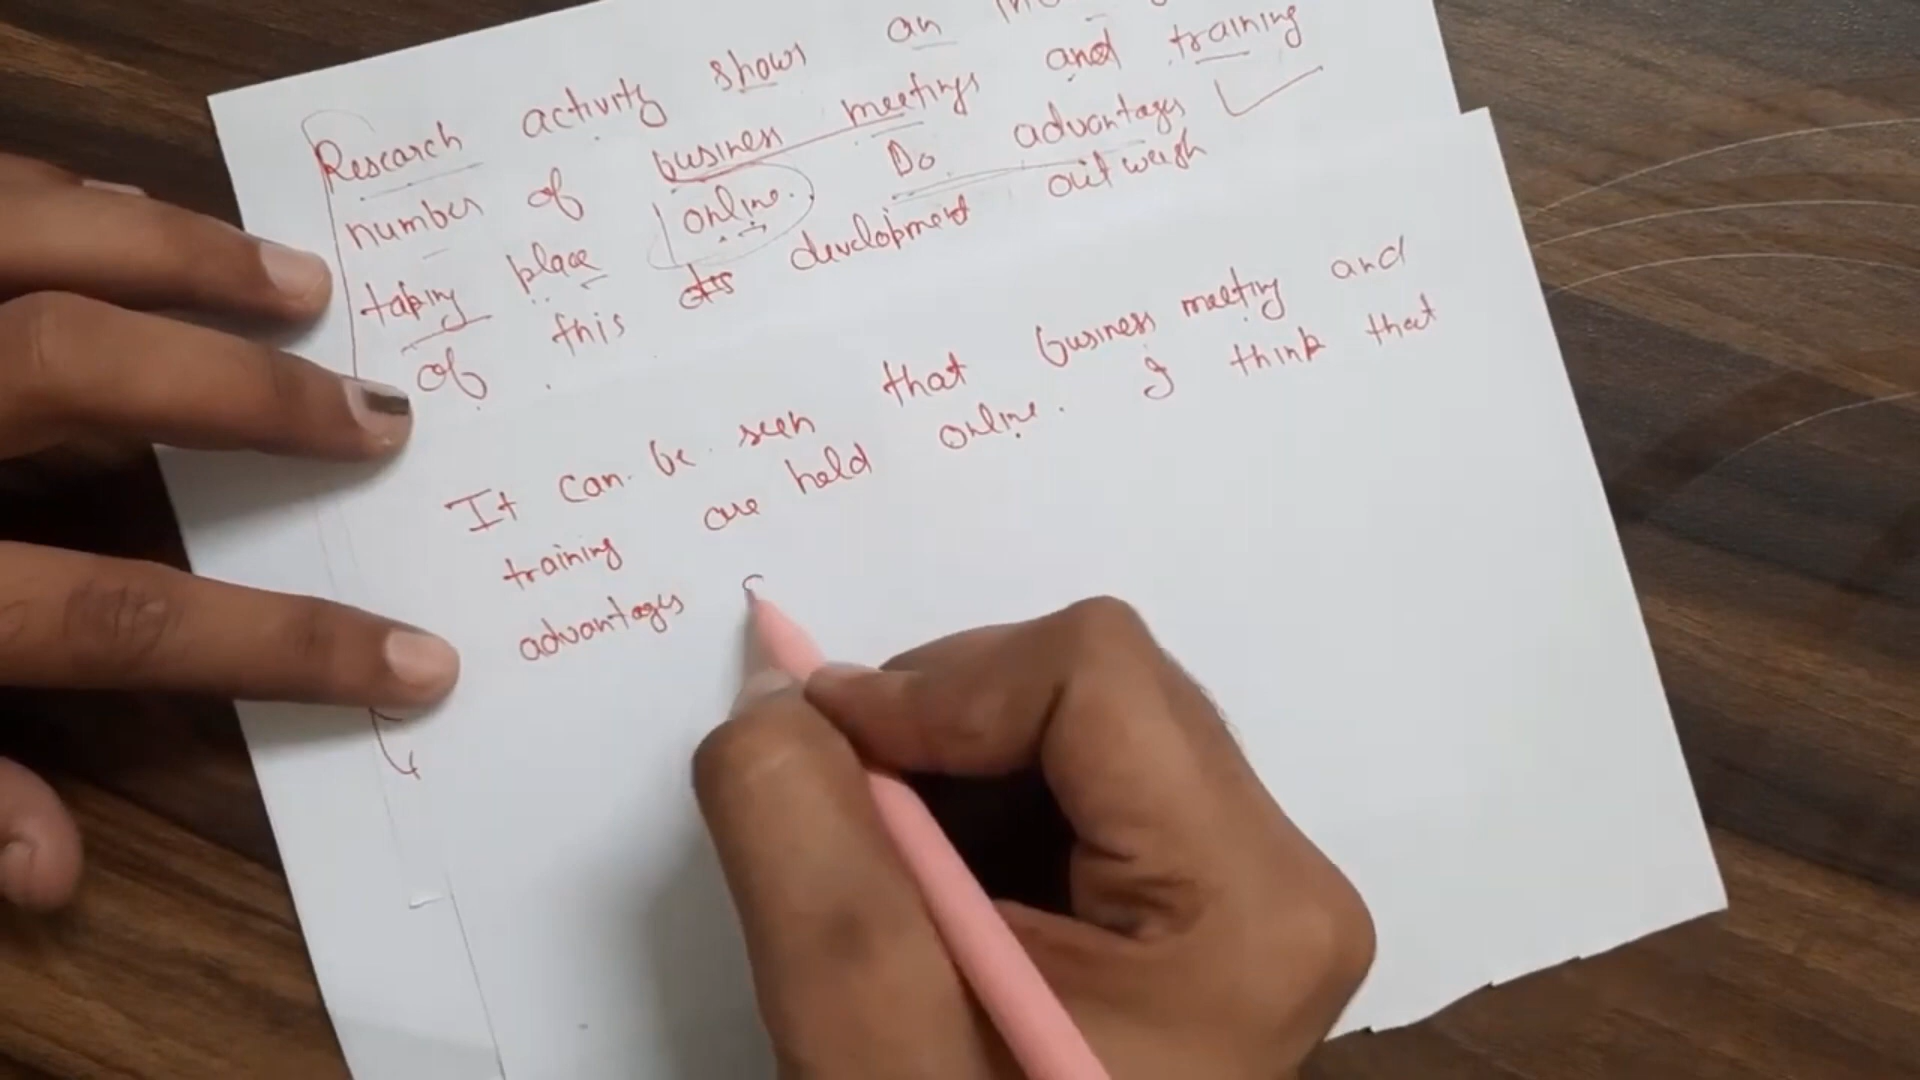 Research activity shows an
number of business meetings and training
taking place online. Do advantages
of this development outweigh
It can be seen that business meeting and
training are held online. I think that
advantages